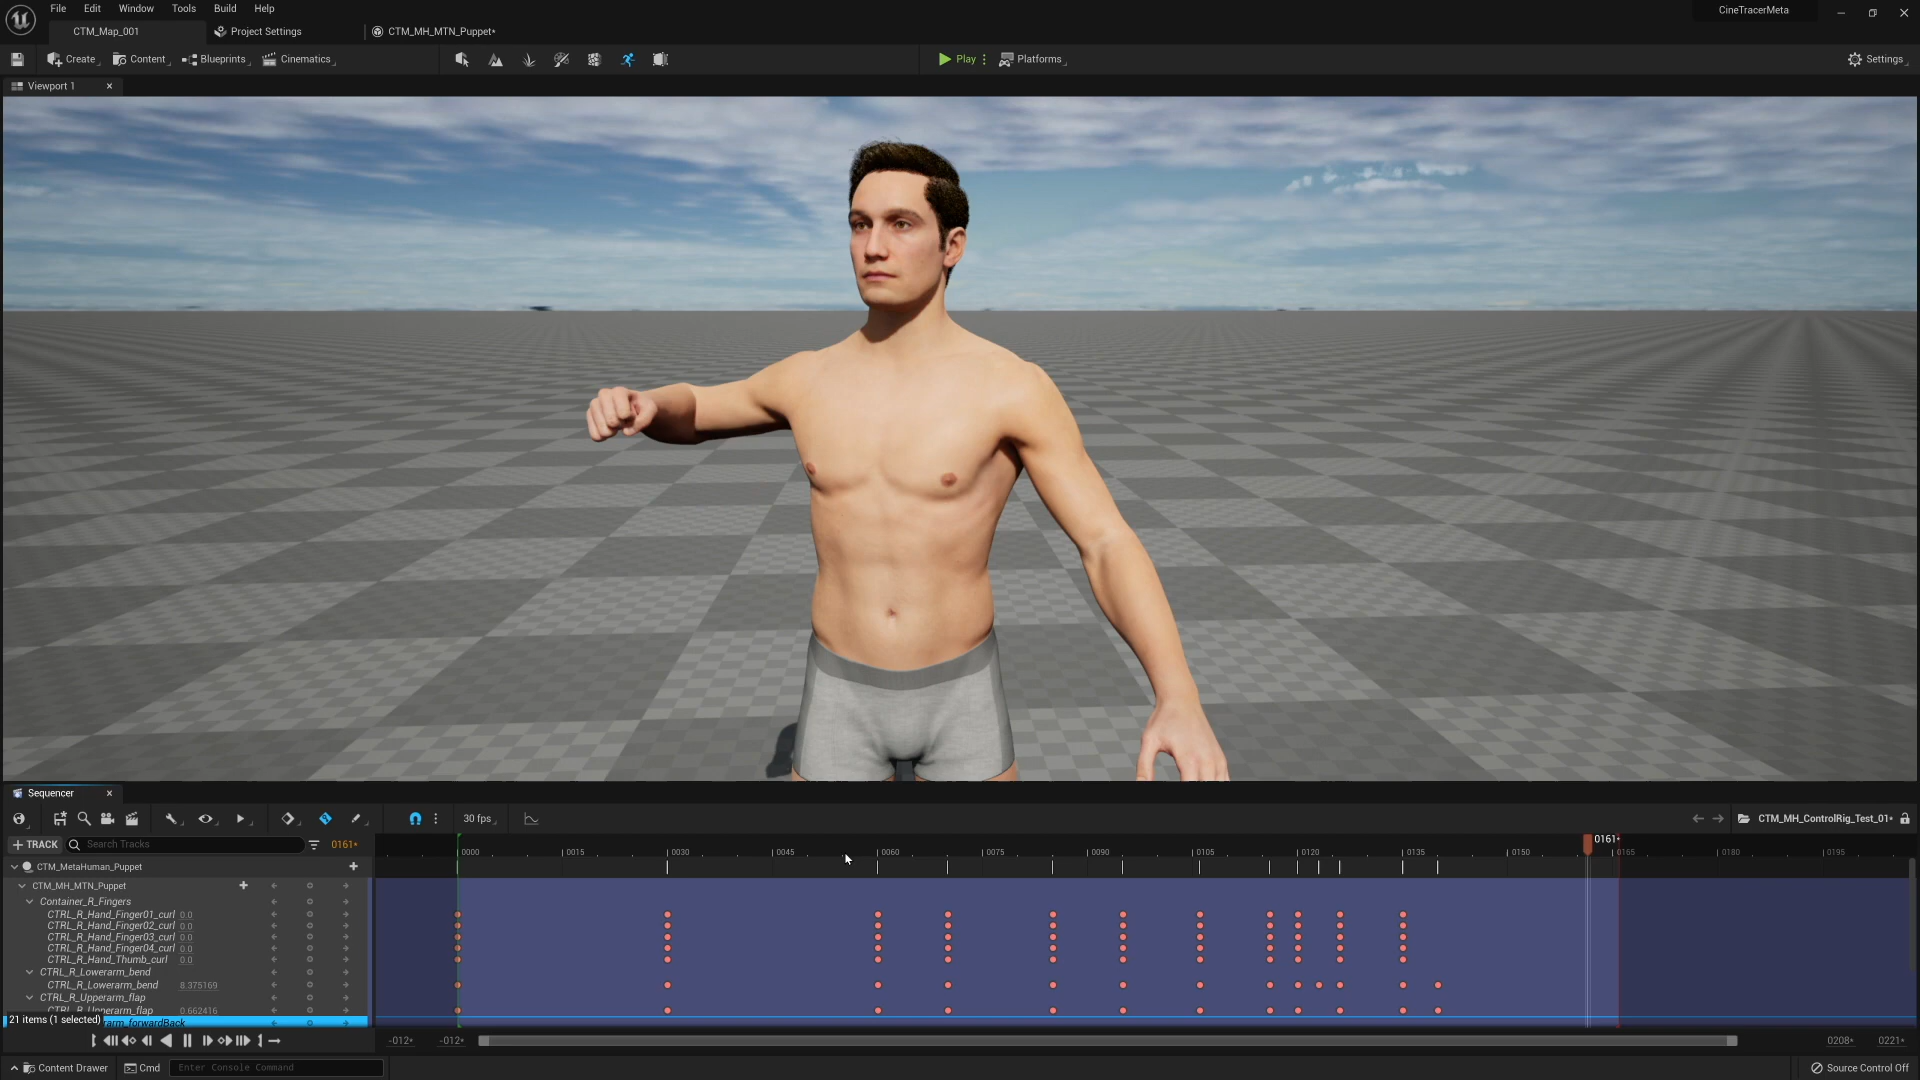 File Edit Window Tools Build Help
CineTracerMeta
CTM_Map_001 Project Settings CTM_MH_MTN_Puppet*
Create Content Blueprints Cinematics Play Platforms Settings
Viewport 1
Sequencer
30 fps CTM_MH_ControlRig_Test_01*
+ TRACK Search Tracks 0161* 0161*
0000 0015 0030 0045 0060 0075 0090 0105 0120 0135 0150 0165 0180 0195
CTM_MetaHuman_Puppet
CTM_MH_MTN_Puppet
Container_R_Fingers
CTRL_R_Hand_Finger01_curl 0.0
CTRL_R_Hand_Finger02_curl 0.0
CTRL_R_Hand_Finger03_curl 0.0
CTRL_R_Hand_Finger04_curl 0.0
CTRL_R_Hand_Thumb_curl 0.0
CTRL_R_Lowerarm_bend
CTRL_R_Lowerarm_bend 8.375169
CTRL_R_Upperarm_flap
CTRL_R_Upperarm_flap 0.662416
21 items (1 selected) arm_forwardBack
-012* -012* 0208* 0221*
Content Drawer Cmd Enter Console Command Source Control Off